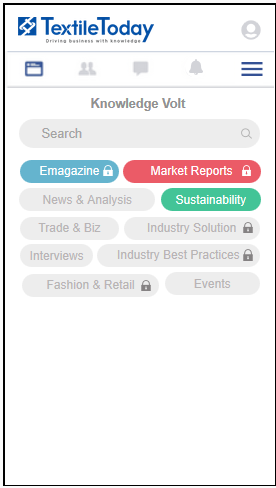 TextileToday
Driving business with knowledge
Knowledge Volt
Search
Emagazine Market Reports
News & Analysis Sustainability
Trade & Biz Industry Solution
Interviews Industry Best Practices
Fashion & Retail Events